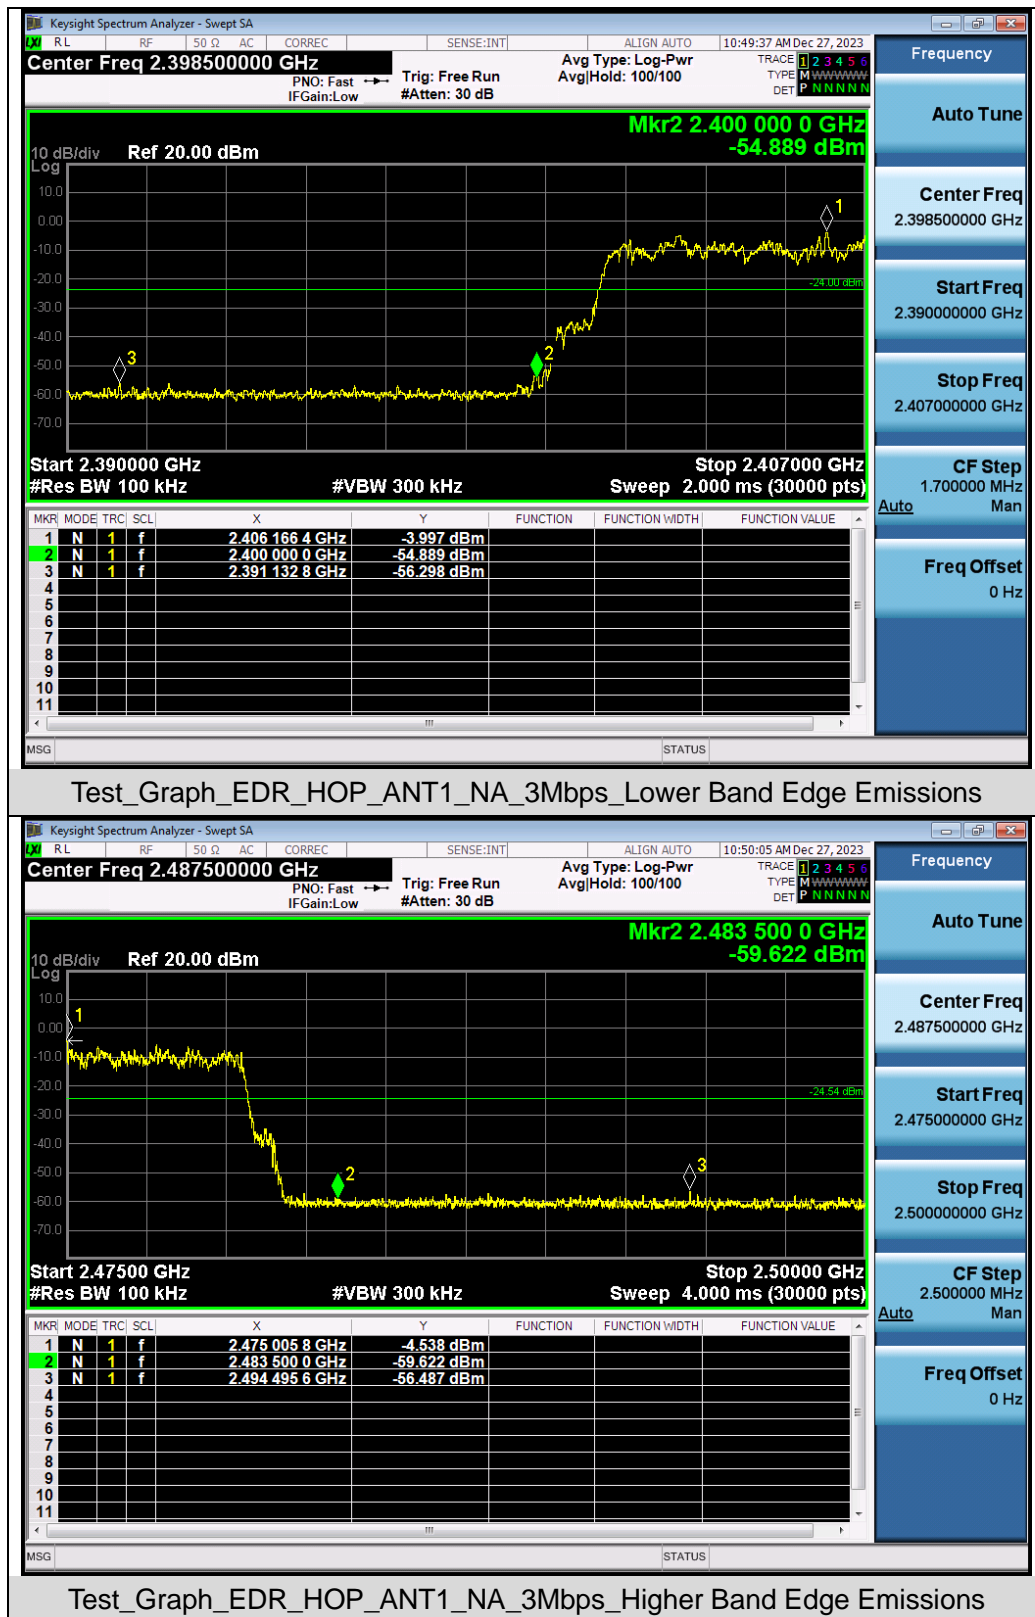 Keysight Spectrum Analyzer - Swept SA
LXI RL RF 50 Ω AC CORREC SENSE:INT ALIGN AUTO 10:49:37 AM Dec 27, 2023
Center Freq 2.398500000 GHz
PNO: Fast
IFGain:Low
Trig: Free Run
#Atten: 30 dB
Avg Type: Log-Pwr
Avg|Hold: 100/100
TRACE 1 2 3 4 5 6
TYPE M WWWWW
DET P N N N N N
Mkr2 2.400 000 0 GHz
-54.889 dBm
10 dB/div Ref 20.00 dBm
Log
10.0
0.00
-10.0
-20.0
-30.0
-40.0
-50.0
-60.0
-70.0
1
2
3
-24.00 dBm
Start 2.390000 GHz Stop 2.407000 GHz
#Res BW 100 kHz #VBW 300 kHz Sweep 2.000 ms (30000 pts)
MKR MODE TRC SCL X Y FUNCTION FUNCTION WIDTH FUNCTION VALUE
1 N 1 f 2.406 166 4 GHz -3.997 dBm
2 N 1 f 2.400 000 0 GHz -54.889 dBm
3 N 1 f 2.391 132 8 GHz -56.298 dBm
4
5
6
7
8
9
10
11
MSG STATUS
Frequency
Auto Tune
Center Freq
2.398500000 GHz
Start Freq
2.390000000 GHz
Stop Freq
2.407000000 GHz
CF Step
1.700000 MHz
Auto Man
Freq Offset
0 Hz
Test_Graph_EDR_HOP_ANT1_NA_3Mbps_Lower Band Edge Emissions
Keysight Spectrum Analyzer - Swept SA
LXI RL RF 50 Ω AC CORREC SENSE:INT ALIGN AUTO 10:50:05 AM Dec 27, 2023
Center Freq 2.487500000 GHz
PNO: Fast
IFGain:Low
Trig: Free Run
#Atten: 30 dB
Avg Type: Log-Pwr
Avg|Hold: 100/100
TRACE 1 2 3 4 5 6
TYPE M WWWWW
DET P N N N N N
Mkr2 2.483 500 0 GHz
-59.622 dBm
10 dB/div Ref 20.00 dBm
Log
10.0
0.00
-10.0
-20.0
-30.0
-40.0
-50.0
-60.0
-70.0
1
2
3
-24.54 dBm
Start 2.47500 GHz Stop 2.50000 GHz
#Res BW 100 kHz #VBW 300 kHz Sweep 4.000 ms (30000 pts)
MKR MODE TRC SCL X Y FUNCTION FUNCTION WIDTH FUNCTION VALUE
1 N 1 f 2.475 005 8 GHz -4.538 dBm
2 N 1 f 2.483 500 0 GHz -59.622 dBm
3 N 1 f 2.494 495 6 GHz -56.487 dBm
4
5
6
7
8
9
10
11
MSG STATUS
Frequency
Auto Tune
Center Freq
2.487500000 GHz
Start Freq
2.475000000 GHz
Stop Freq
2.500000000 GHz
CF Step
2.500000 MHz
Auto Man
Freq Offset
0 Hz
Test_Graph_EDR_HOP_ANT1_NA_3Mbps_Higher Band Edge Emissions